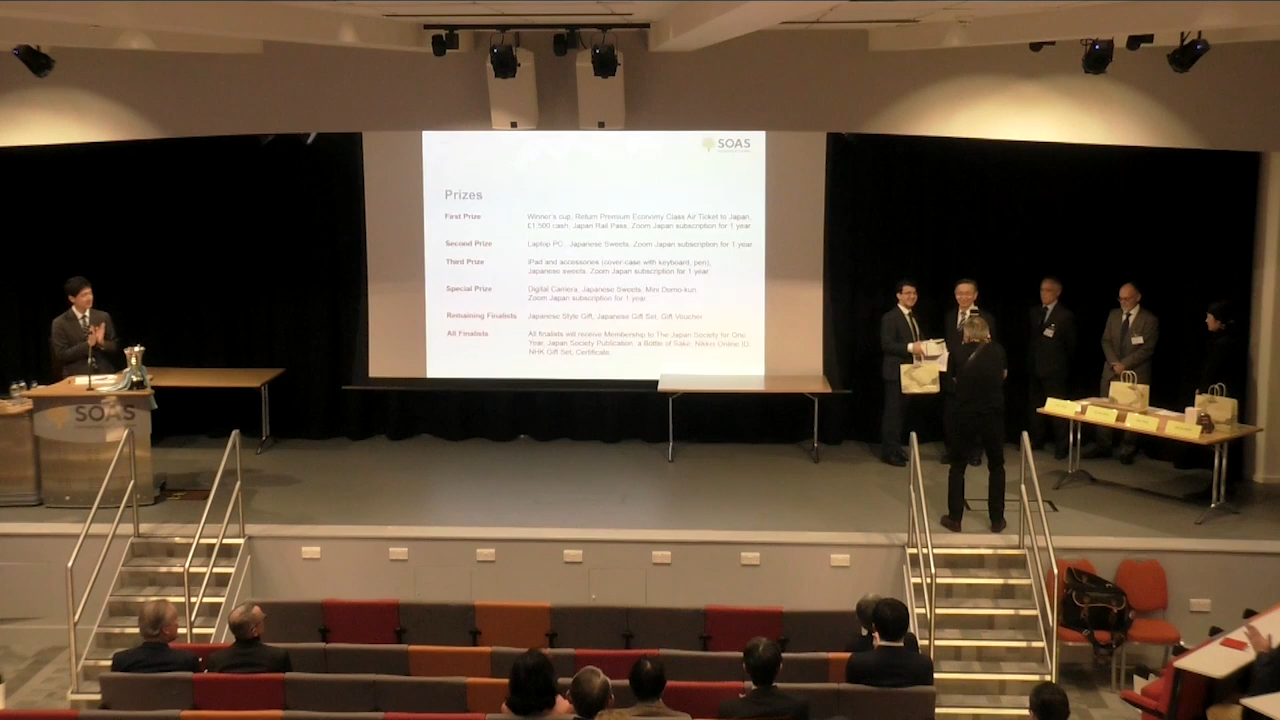 SOAS
Prizes
First Prize Winner's cup, Return Premium Economy Class Air Ticket to Japan,
£1,500 cash, Japan Rail Pass, Zoom Japan subscription for 1 year
Second Prize Laptop PC, Japanese Sweets, Zoom Japan subscription for 1 year
Third Prize iPad and accessories (cover-case with keyboard, pen),
Japanese sweets, Zoom Japan subscription for 1 year
Special Prize Digital Camera, Japanese Sweets, Mini Domo-kun,
Zoom Japan subscription for 1 year
Remaining Finalists Japanese Style Gift, Japanese Gift Set, Gift Voucher
All Finalists All finalists will receive Membership to The Japan Society for One
Year, Japan Society Publication, a Bottle of Sake, Nikkei Online ID,
NHK Gift Set, Certificate
SOAS